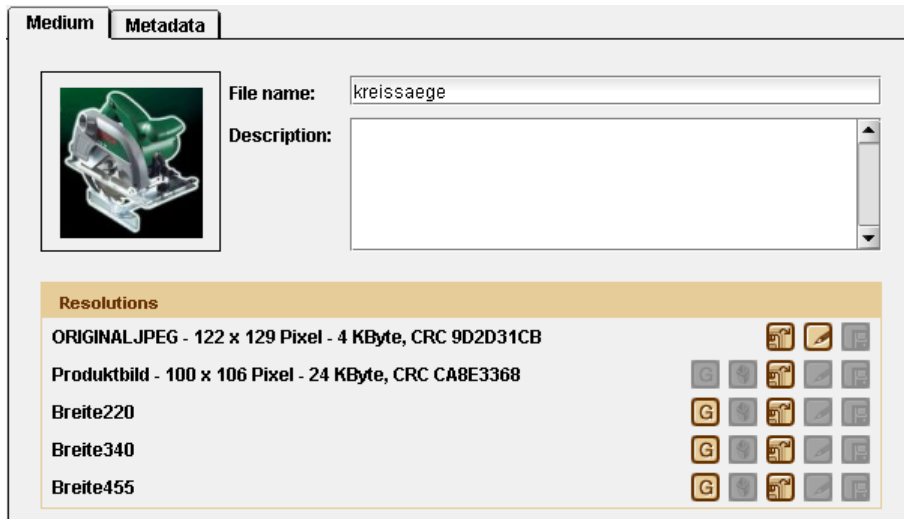 Medium Metadata
File name: kreissaege
Description:
Resolutions
ORIGINALJPEG - 122 x 129 Pixel - 4 KByte, CRC 9D2D31CB
Produktbild - 100 x 106 Pixel - 24 KByte, CRC CA8E3368
G
Breite220
G
Breite340
G
Breite455
G